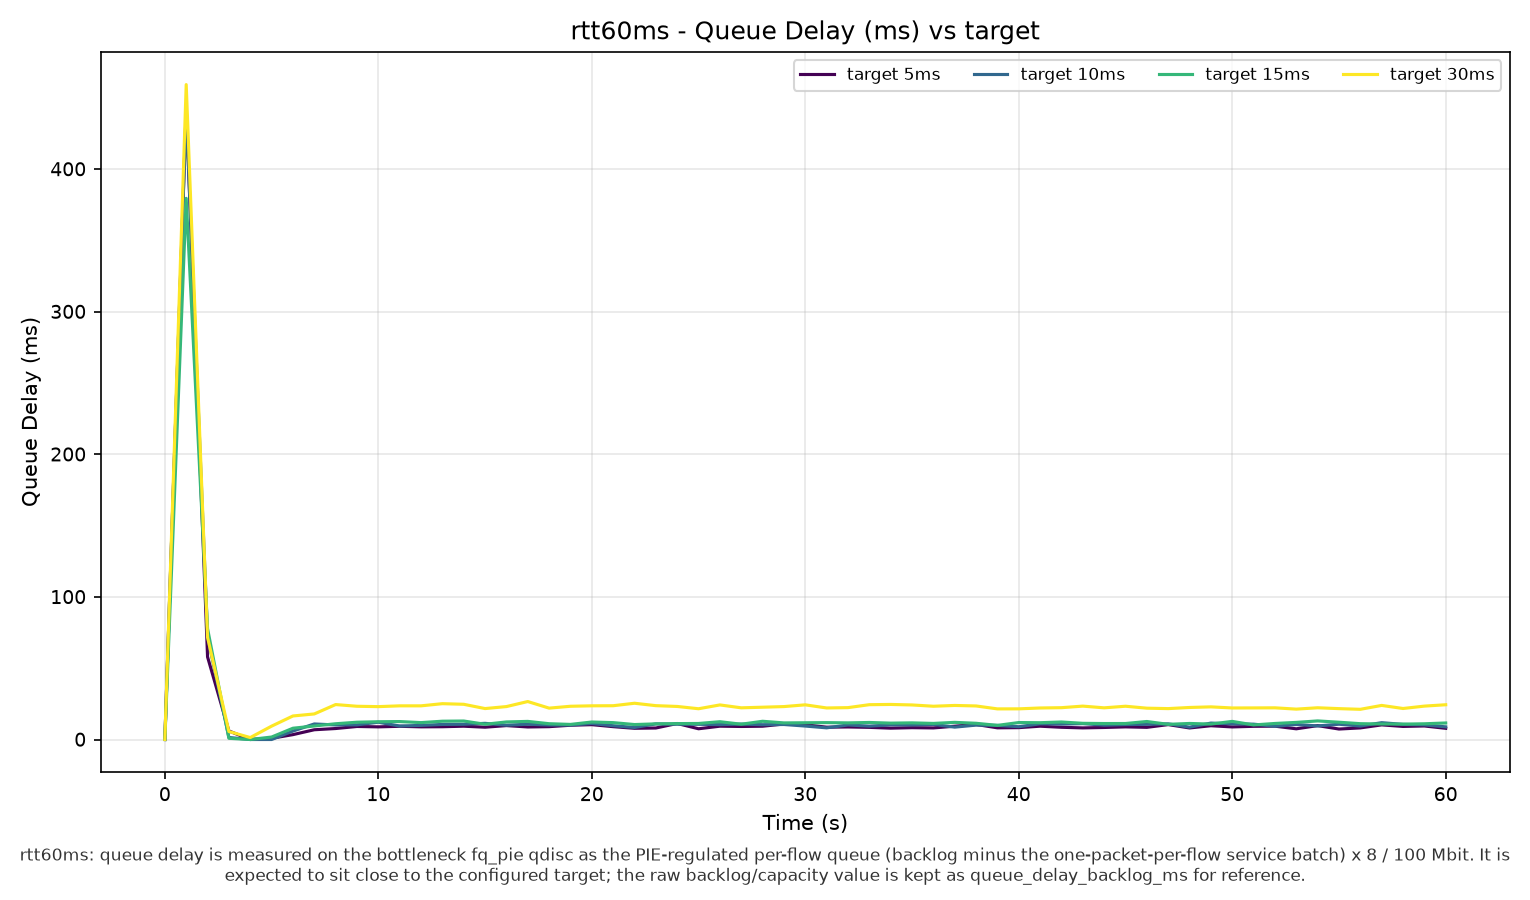 rtt60ms - Queue Delay (ms) vs target
target 5ms
target 10ms
target 15ms
target 30ms
Queue Delay (ms)
400
300
200
100
0
0
10
20
30
40
50
60
Time (s)
rtt60ms: queue delay is measured on the bottleneck fq_pie qdisc as the PIE-regulated per-flow queue (backlog minus the one-packet-per-flow service batch) x 8 / 100 Mbit. It is
expected to sit close to the configured target; the raw backlog/capacity value is kept as queue_delay_backlog_ms for reference.